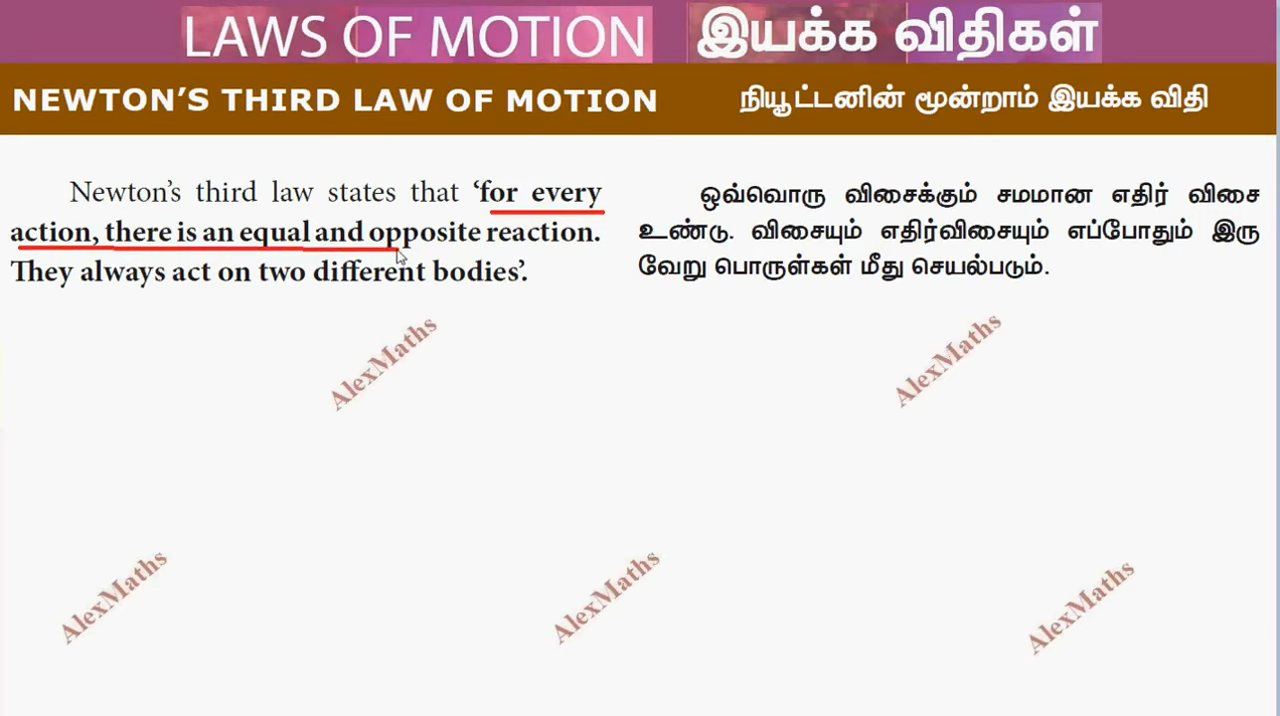 LAWS OF MOTION
இயக்க விதிகள்
NEWTON'S THIRD LAW OF MOTION
நியூட்டனின் மூன்றாம் இயக்க விதி
Newton's third law states that ‘for every
action, there is an equal and opposite reaction.
They always act on two different bodies’.
ஒவ்வொரு விசைக்கும் சமமான எதிர் விசை
உண்டு. விசையும் எதிர்விசையும் எப்போதும் இரு
வேறு பொருள்கள் மீது செயல்படும்.
AlexMaths
AlexMaths
AlexMaths
AlexMaths
AlexMaths